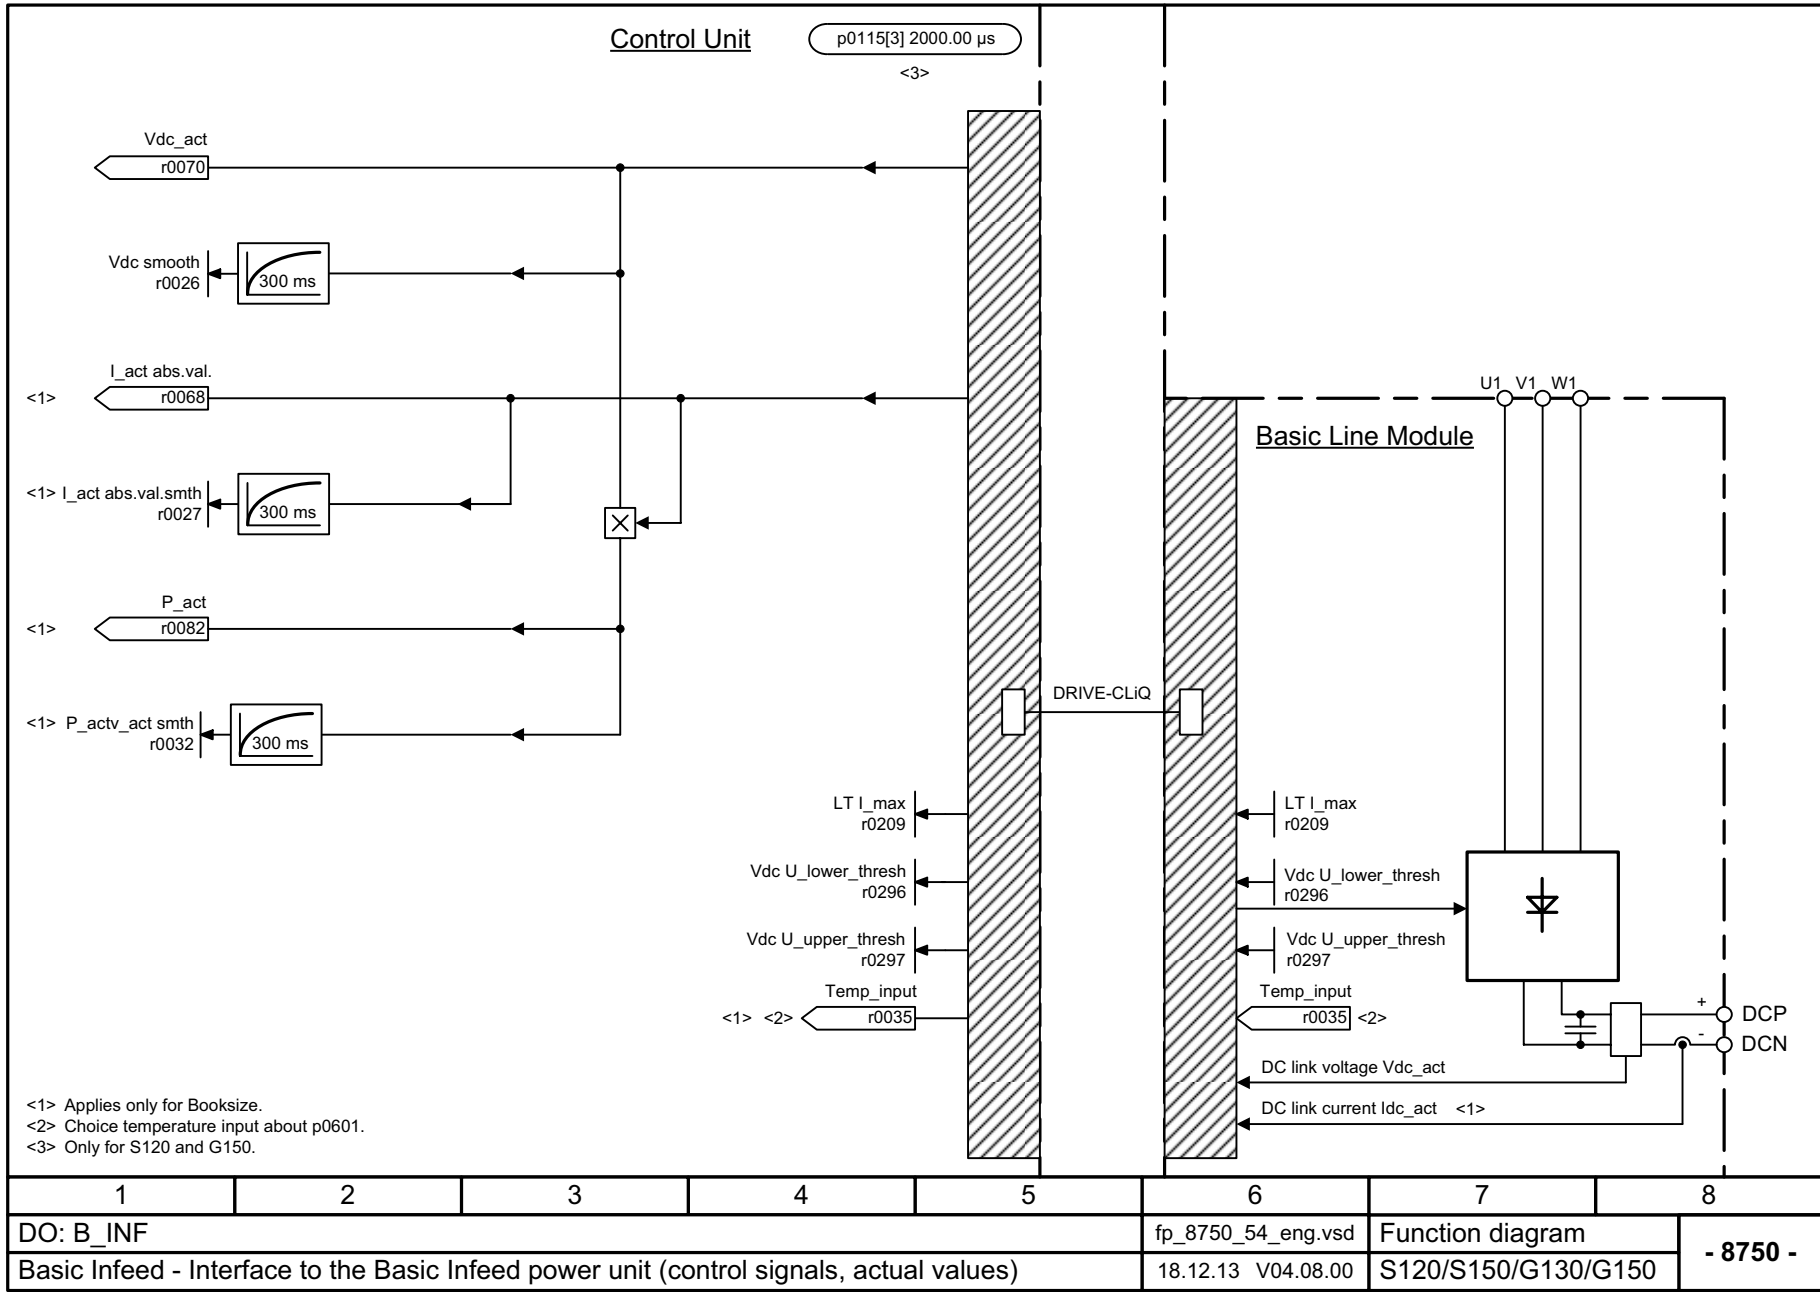 Control Unit
p0115[3] 2000.00 µs
<3>
Vdc_act
r0070
Vdc smooth
r0026
300 ms
I_act abs.val.
<1>
r0068
<1> I_act abs.val.smth
r0027
300 ms
P_act
<1>
r0082
<1> P_actv_act smth
r0032
300 ms
DRIVE-CLiQ
U1 V1 W1
Basic Line Module
LT I_max
r0209
Vdc U_lower_thresh
r0296
Vdc U_upper_thresh
r0297
Temp_input
<1> <2>
r0035
LT I_max
r0209
Vdc U_lower_thresh
r0296
Vdc U_upper_thresh
r0297
Temp_input
r0035 <2>
+
DCP
-
DCN
DC link voltage Vdc_act
DC link current Idc_act <1>
<1> Applies only for Booksize.
<2> Choice temperature input about p0601.
<3> Only for S120 and G150.
1 2 3 4 5 6 7 8
DO: B_INF
fp_8750_54_eng.vsd
Function diagram
- 8750 -
Basic Infeed - Interface to the Basic Infeed power unit (control signals, actual values)
18.12.13 V04.08.00
S120/S150/G130/G150